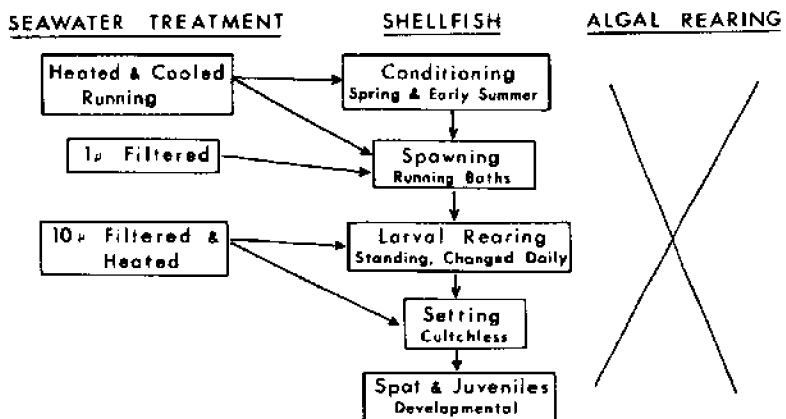 SEAWATER TREATMENT
SHELLFISH
ALGAL REARING
Heated & Cooled
Running
Conditioning
Spring & Early Summer
1μ Filtered
Spawning
Running Baths
10μ Filtered &
Heated
Larval Rearing
Standing, Changed Daily
Setting
Cultchless
Spat & Juveniles
Developmental